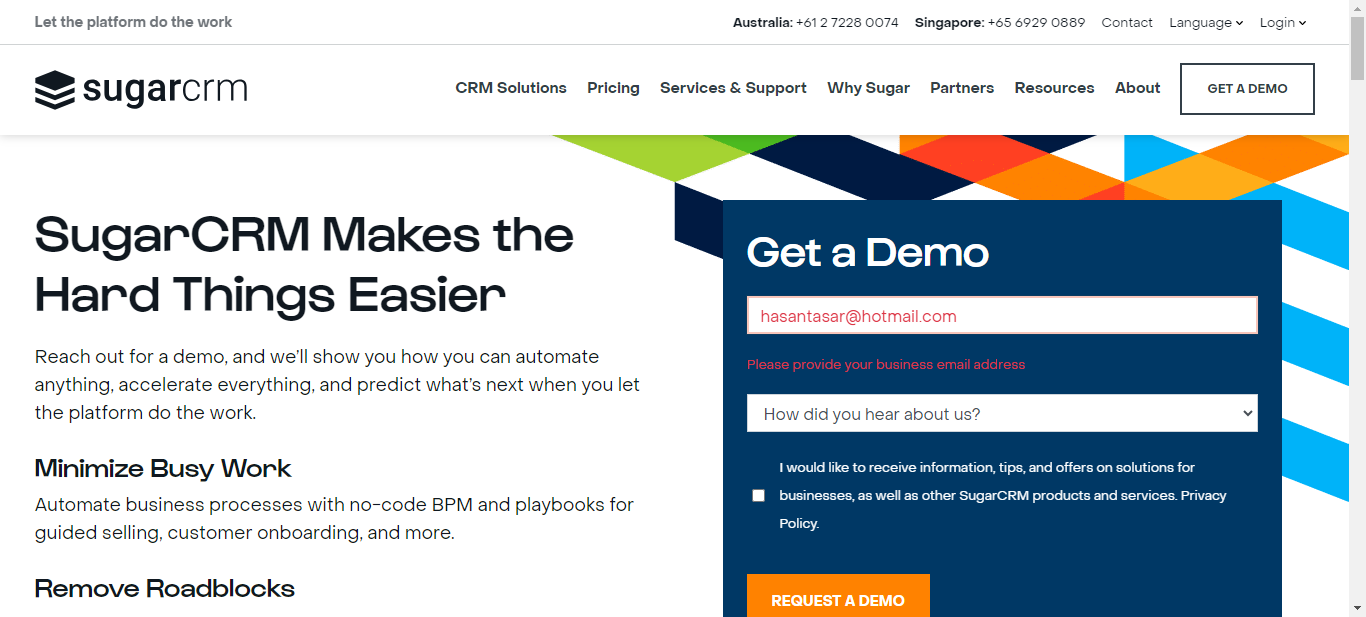 Let the platform do the work
Australia: +61 2 7228 0074 Singapore: +65 6929 0889 Contact Language Login
sugarcrm
CRM Solutions Pricing Services & Support Why Sugar Partners Resources About GET A DEMO
SugarCRM Makes the
Hard Things Easier
Reach out for a demo, and we'll show you how you can automate
anything, accelerate everything, and predict what's next when you let
the platform do the work.
Minimize Busy Work
Automate business processes with no-code BPM and playbooks for
guided selling, customer onboarding, and more.
Remove Roadblocks
Get a Demo
hasantasar@hotmail.com
Please provide your business email address
How did you hear about us?
I would like to receive information, tips, and offers on solutions for
businesses, as well as other SugarCRM products and services. Privacy
Policy.
REQUEST A DEMO